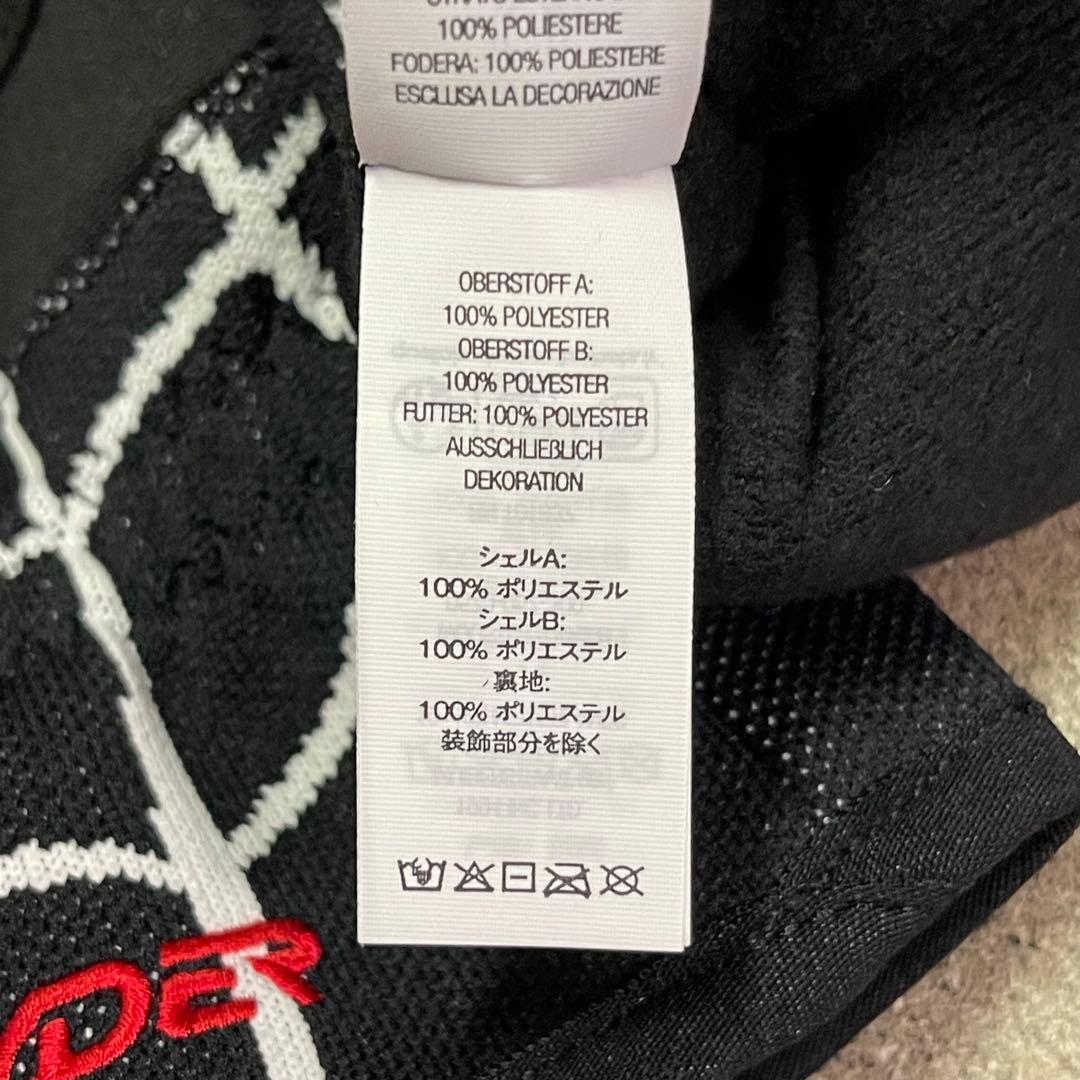 100% POLIESTERE
FODERA: 100% POLIESTERE
ESCLUSA LA DECORAZIONE
OBERSTOFF A:
100% POLYESTER
OBERSTOFF B:
100% POLYESTER
FUTTER: 100% POLYESTER
AUSSCHLIEßLICH
DEKORATION
シェルA:
100% ポリエステル
シェルB:
100% ポリエステル
裏地:
100% ポリエステル
装飾部分を除く
DER